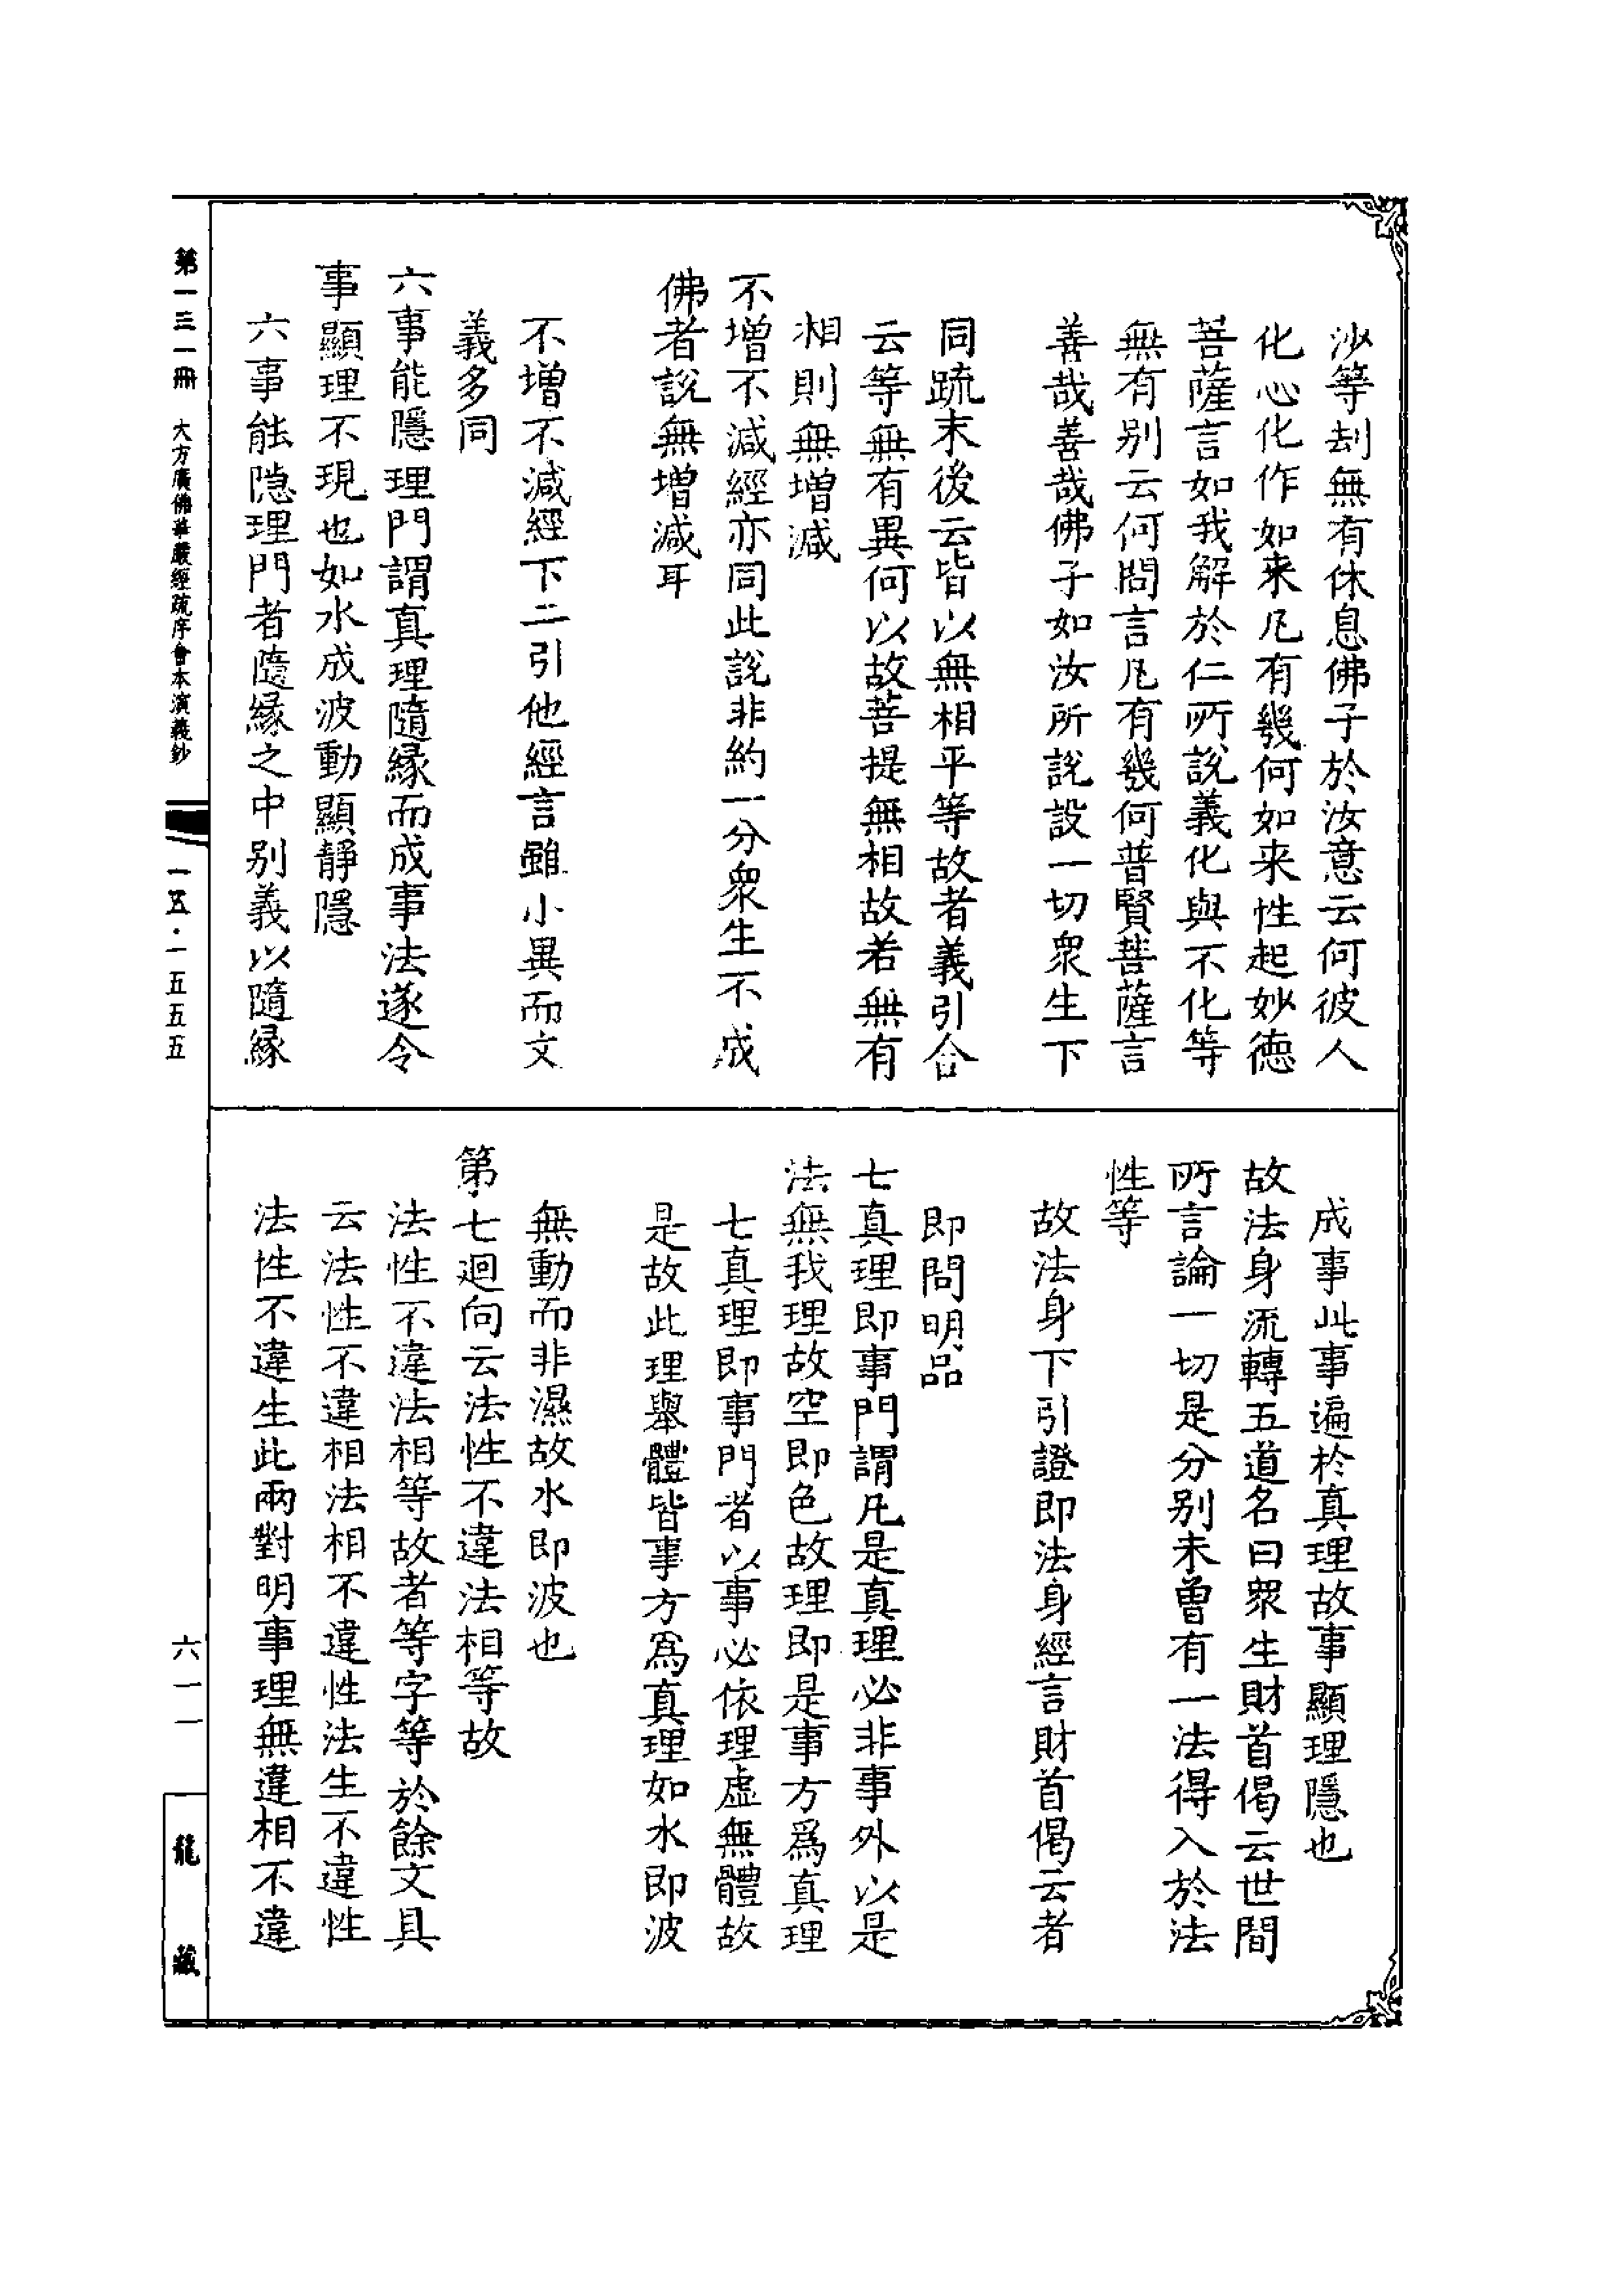 沙等刦無有休息佛子於汝意云何彼人
化心化作如來凡有幾何如来性起妙德
菩薩言如我解於仁所說義化與不化等
無有别云何問言凡有幾何普賢菩薩言
善哉善哉佛子如汝所說設一切衆生下
同疏末後云皆以無相平等故者義引合
云等無有異何以故菩提無相故若無有
相則無增減
不增不減經亦同此說非約一分衆生不成
佛者說無增減耳
不增不減經下二引他經言雖小異而文
義多同
六事能隱理門謂真理隨緣而成事法遂令
事顯理不現也如水成波動顯靜隱
六事能隐理門者隨緣之中别義以隨緣
成事此事遍於真理故事顯理隱也
故法身流轉五道名曰衆生財首偈云世間
所言論一切是分别未曾有一法得入於法
性等
故法身下引證即法身經言財首偈云者
即問明品
七真理即事門謂凡是真理必非事外以是
法無我理故空即色故理即是事方爲真理
七真理即事門者以事必依理虛無體故
是故此理舉體皆事方爲真理如水即波
無動而非濕故水即波也
第七迴向云法性不違法相等故
法性不違法相等故者等字等於餘文具
云法性不違相法相不違性法生不違性
法性不違生此兩對明事理無違相不違
第一三一冊 大方廣佛華嚴經疏序會本演義鈔
一五·一五五五
六一一
龍藏